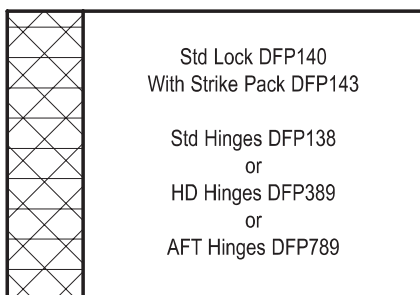 Std Lock DFP140
With Strike Pack DFP143
Std Hinges DFP138
or
HD Hinges DFP389
or
AFT Hinges DFP789